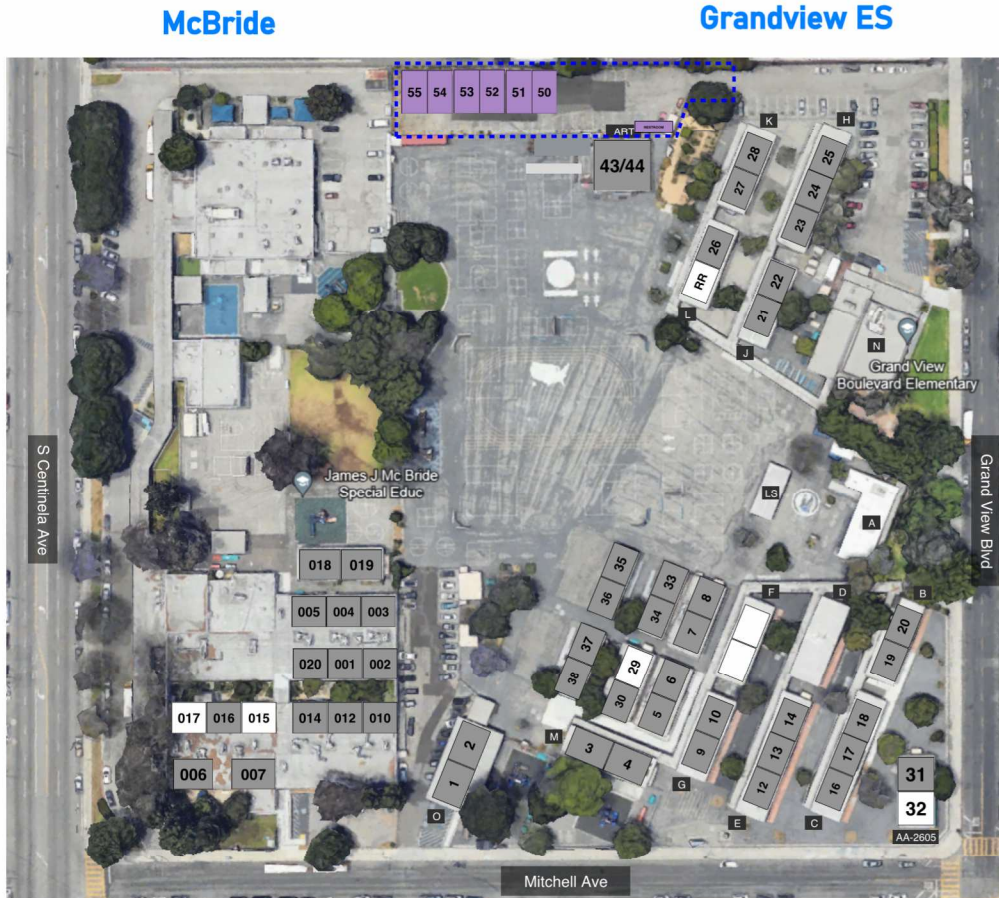 McBride
Grandview ES
55 54 53 52 51 50
ART
RESTROOM
43/44
K
H
28
27
25
24
23
26
RR
L
22
21
J
N
Grand View
Boulevard Elementary
S Centinela Ave
James J Mc Bride
Special Educ
Grand View Blvd
LS
A
018 019
005 004 003
020 001 002
017 016 015
014 012 010
006 007
35
36
33
34
8
7
F
D
B
20
19
37
38
29
30
6
5
M
3
4
10
9
G
14
13
12
E
18
17
16
C
2
1
O
31
32
AA-2605
Mitchell Ave